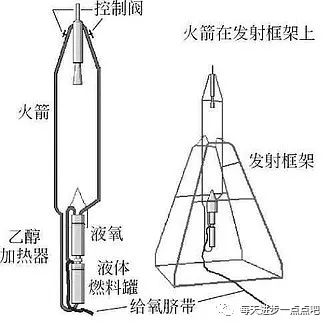 控制阀
火箭在发射框架上
火箭
发射框架
乙醇
加热器
液氧
液体
燃料罐
给氧脐带
每天进步一点点吧